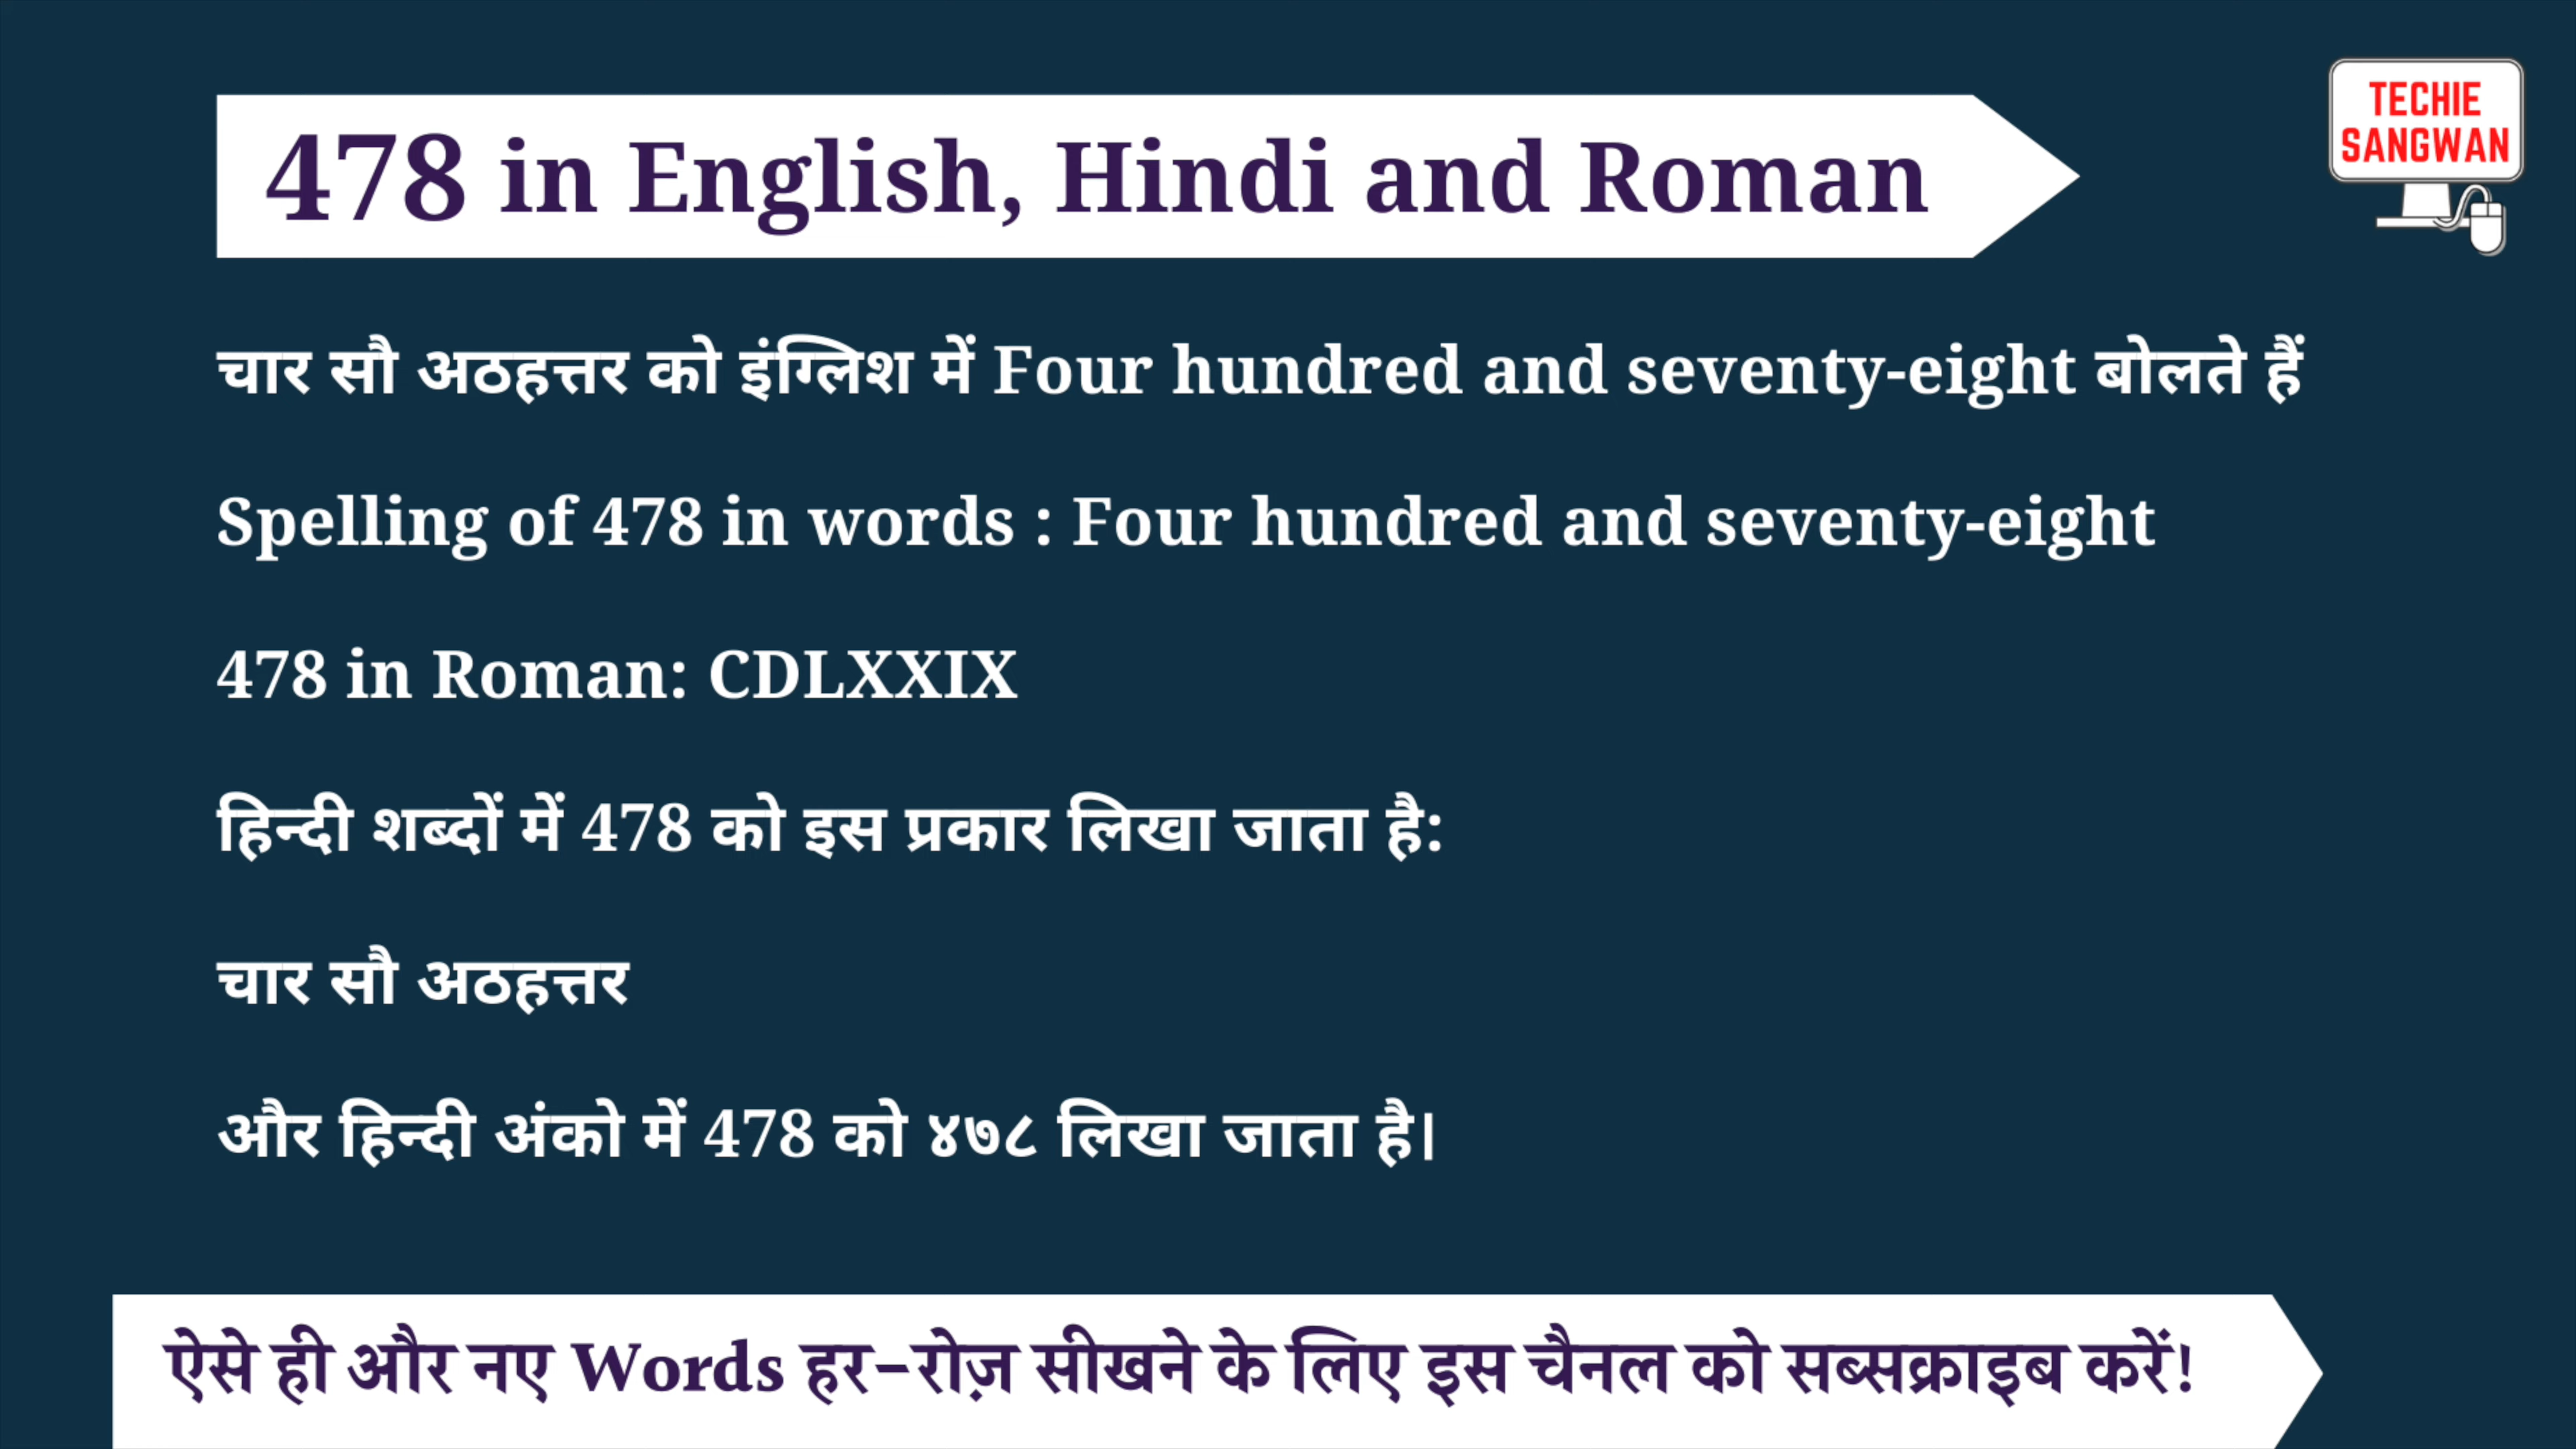 478 in English, Hindi and Roman
TECHIE
SANGWAN
चार सौ अठहत्तर को इंग्लिश में Four hundred and seventy-eight बोलते हैं
Spelling of 478 in words : Four hundred and seventy-eight
478 in Roman: CDLXXIX
हिन्दी शब्दों में 478 को इस प्रकार लिखा जाता है:
चार सौ अठहत्तर
और हिन्दी अंको में 478 को ४७८ लिखा जाता है।
ऐसे ही और नए Words हर-रोज़ सीखने के लिए इस चैनल को सब्सक्राइब करें!